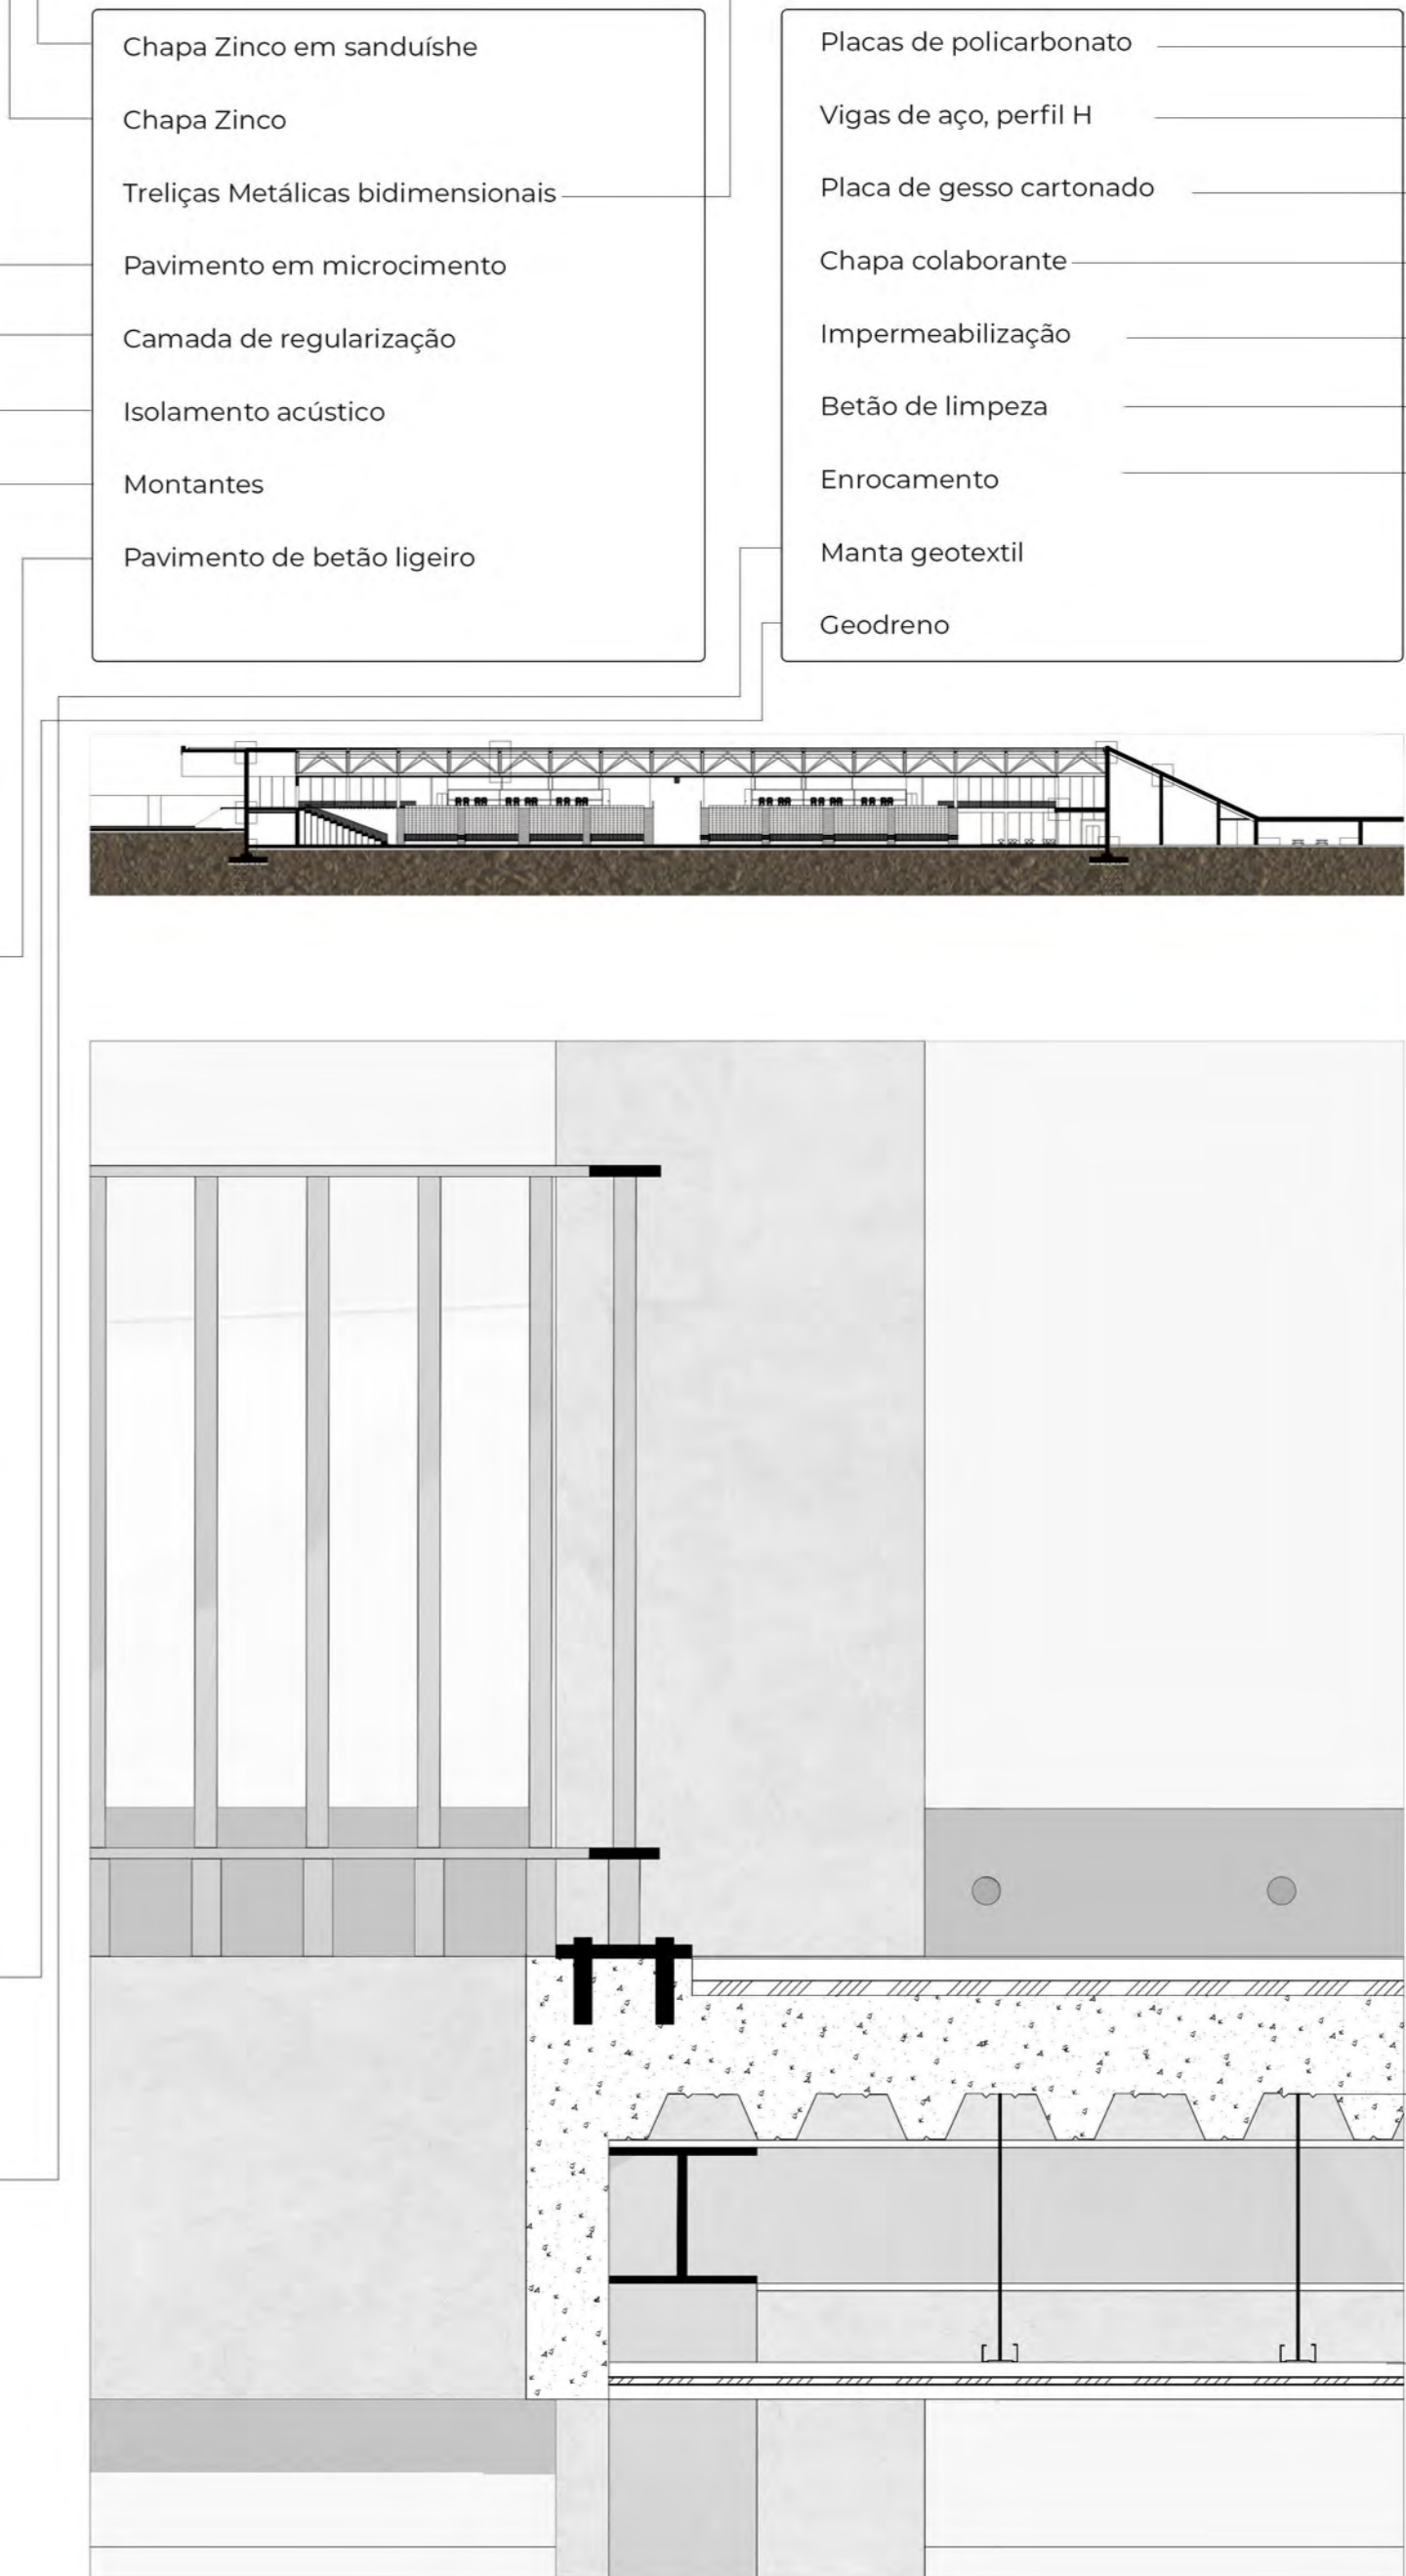 Chapa Zinco em sanduíshe
Chapa Zinco
Treliças Metálicas bidimensionais
Pavimento em microcimento
Camada de regularização
Isolamento acústico
Montantes
Pavimento de betão ligeiro
Placas de policarbonato
Vigas de aço, perfil H
Placa de gesso cartonado
Chapa colaborante
Impermeabilização
Betão de limpeza
Enrocamento
Manta geotextil
Geodreno